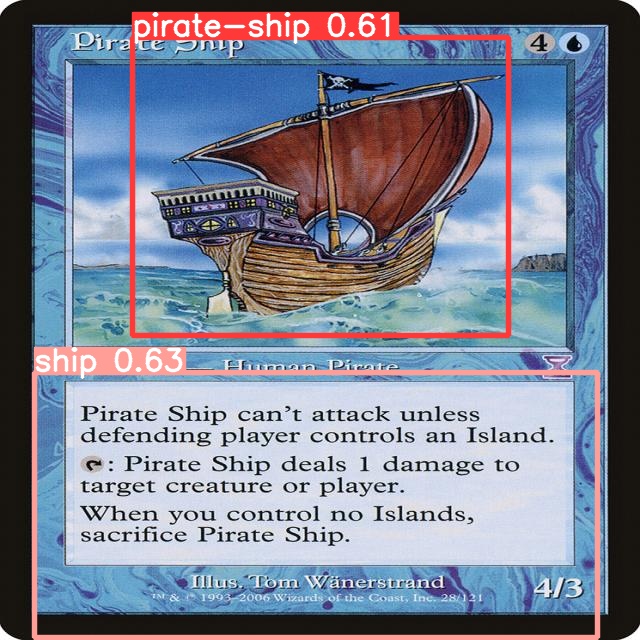 pirate-ship 0.61
Pirate Ship 4
ship 0.63
— Human Pirate
Pirate Ship can't attack unless
defending player controls an Island.
: Pirate Ship deals 1 damage to
target creature or player.
When you control no Islands,
sacrifice Pirate Ship.
Illus. Tom Wänerstrand
™ & © 1993–2006 Wizards of the Coast, Inc. 28/121
4/3